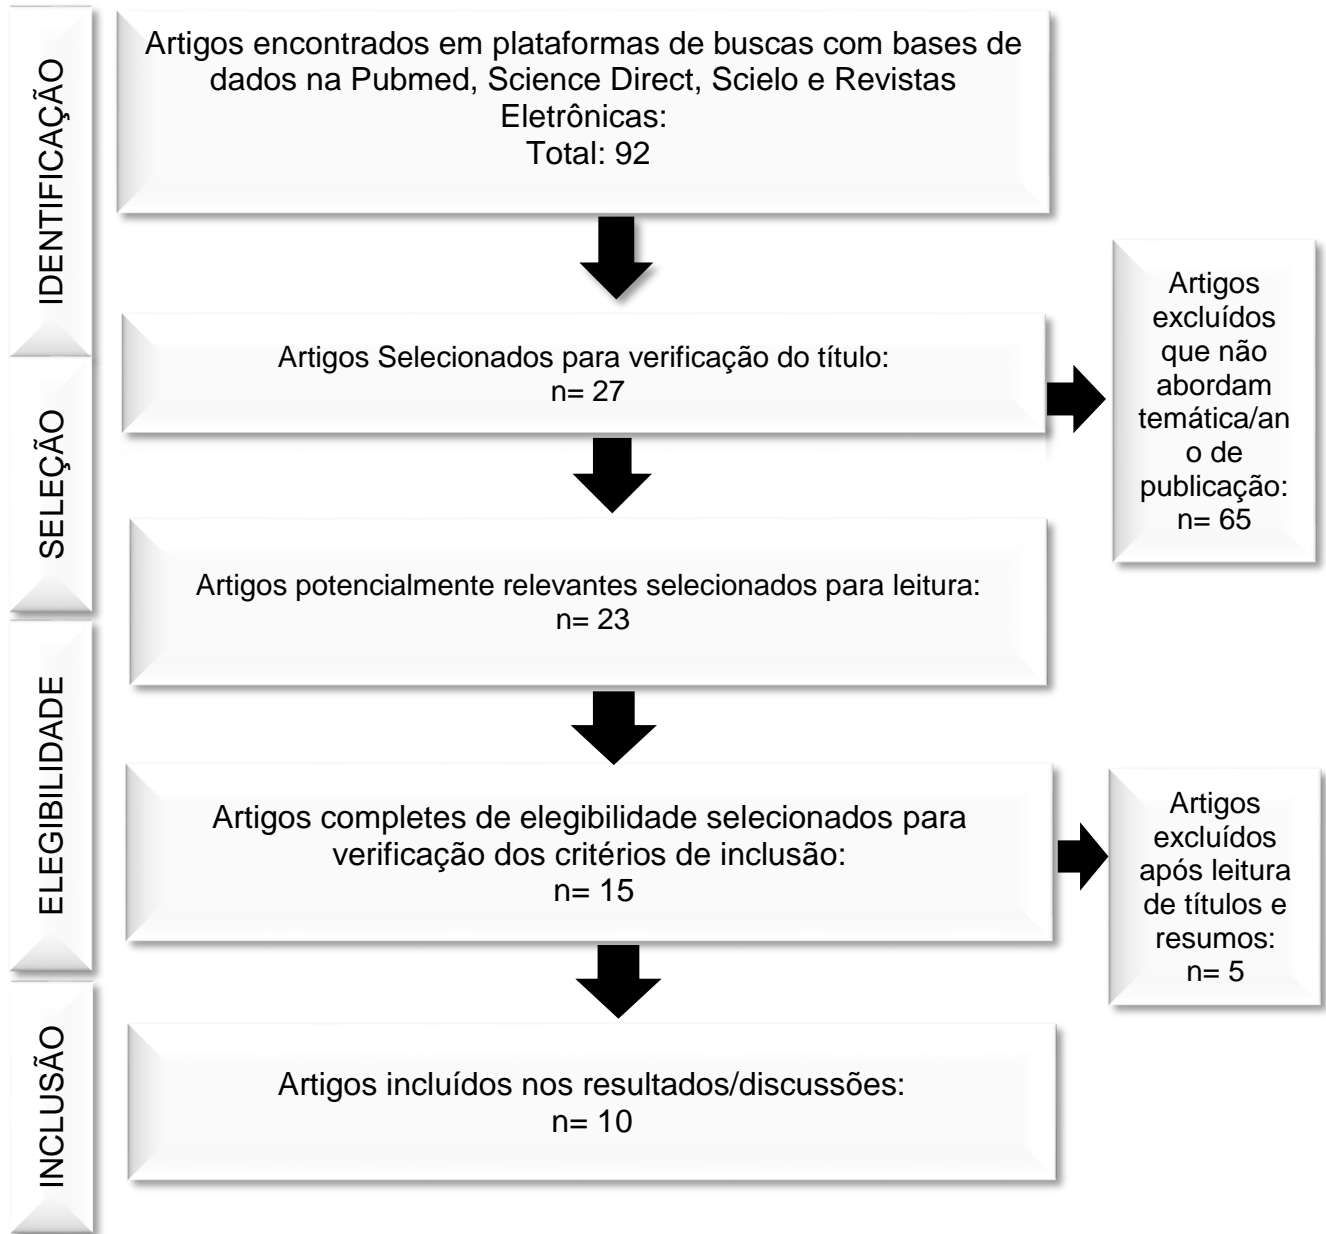 IDENTIFICAÇÃO
Artigos encontrados em plataformas de buscas com bases de
dados na Pubmed, Science Direct, Scielo e Revistas
Eletrônicas:
Total: 92
Artigos Selecionados para verificação do título:
n= 27
Artigos
excluídos
que não
abordam
temática/an
o de
publicação:
n= 65
SELEÇÃO
Artigos potencialmente relevantes selecionados para leitura:
n= 23
ELEGIBILIDADE
Artigos completes de elegibilidade selecionados para
verificação dos critérios de inclusão:
n= 15
Artigos
excluídos
após leitura
de títulos e
resumos:
n= 5
INCLUSÃO
Artigos incluídos nos resultados/discussões:
n= 10